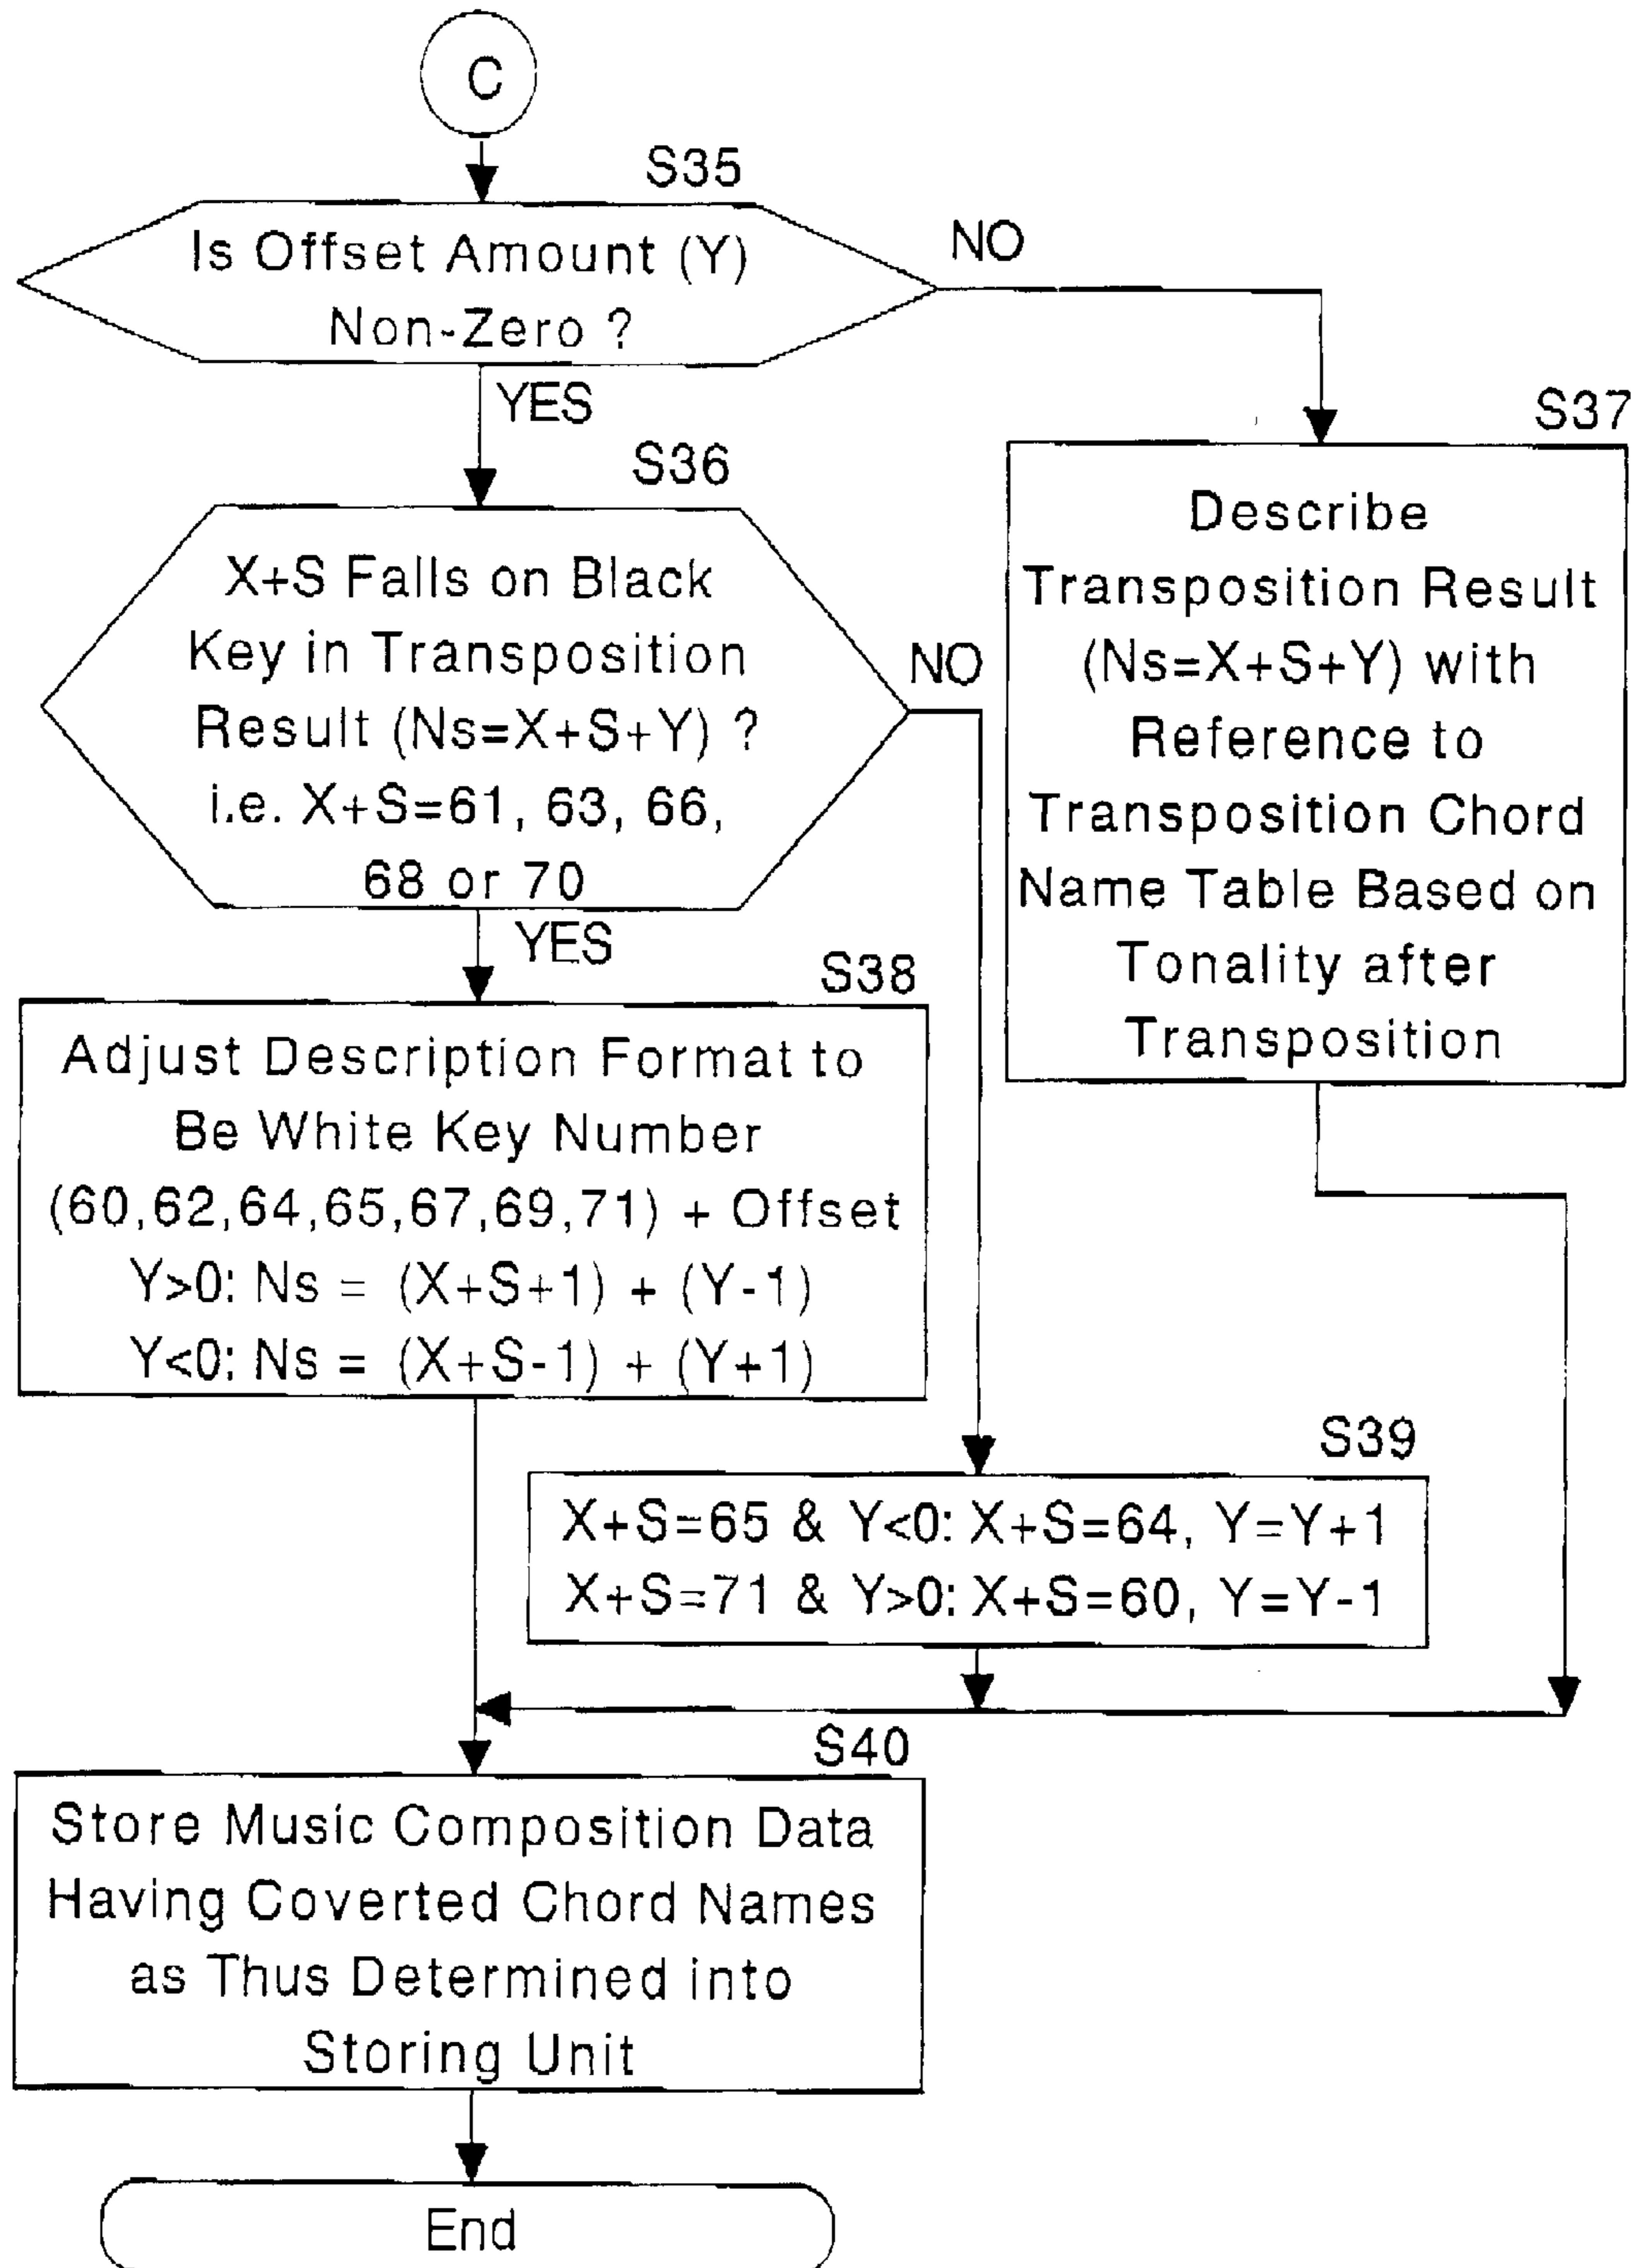 C
S35
Is Offset Amount (Y)
Non-Zero ?
NO
YES
S36
X+S Falls on Black
Key in Transposition
Result (Ns=X+S+Y) ?
i.e. X+S=61, 63, 66,
68 or 70
NO
YES
S37
Describe
Transposition Result
(Ns=X+S+Y) with
Reference to
Transposition Chord
Name Table Based on
Tonality after
Transposition
S38
Adjust Description Format to
Be White Key Number
(60,62,64,65,67,69,71) + Offset
Y>0: Ns = (X+S+1) + (Y-1)
Y<0: Ns = (X+S-1) + (Y+1)
S39
X+S=65 & Y<0: X+S=64, Y=Y+1
X+S=71 & Y>0: X+S=60, Y=Y-1
S40
Store Music Composition Data
Having Coverted Chord Names
as Thus Determined into
Storing Unit
End